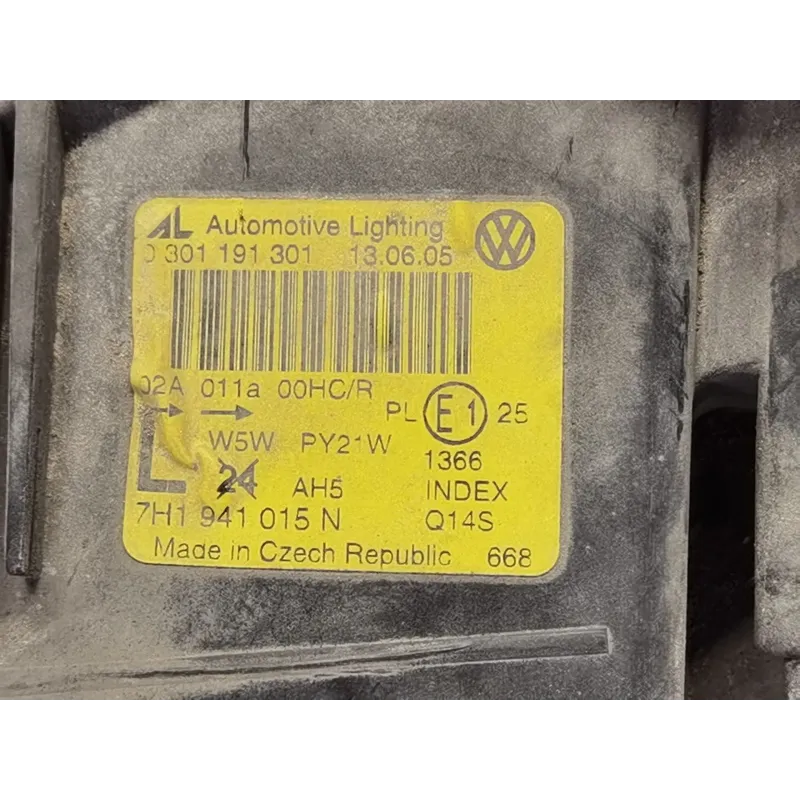 AL Automotive Lighting
0 301 191 301 13.06.05
02A 011a 00HC/R
PL E1 25
W5W PY21W
1366
L 24 AH5 INDEX
7H1 941 015 N Q14S
Made in Czech Republic 668